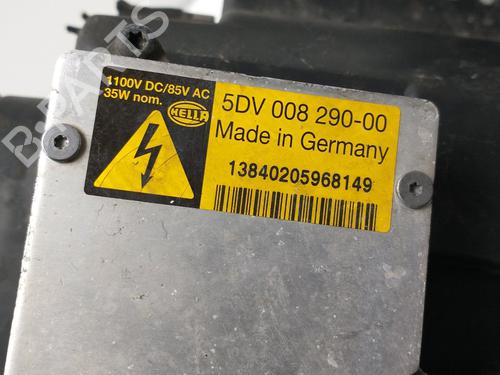 1100V DC/85V AC
35W nom.
HELLA
5DV 008 290-00
Made in Germany
13840205968149
B-PARTS